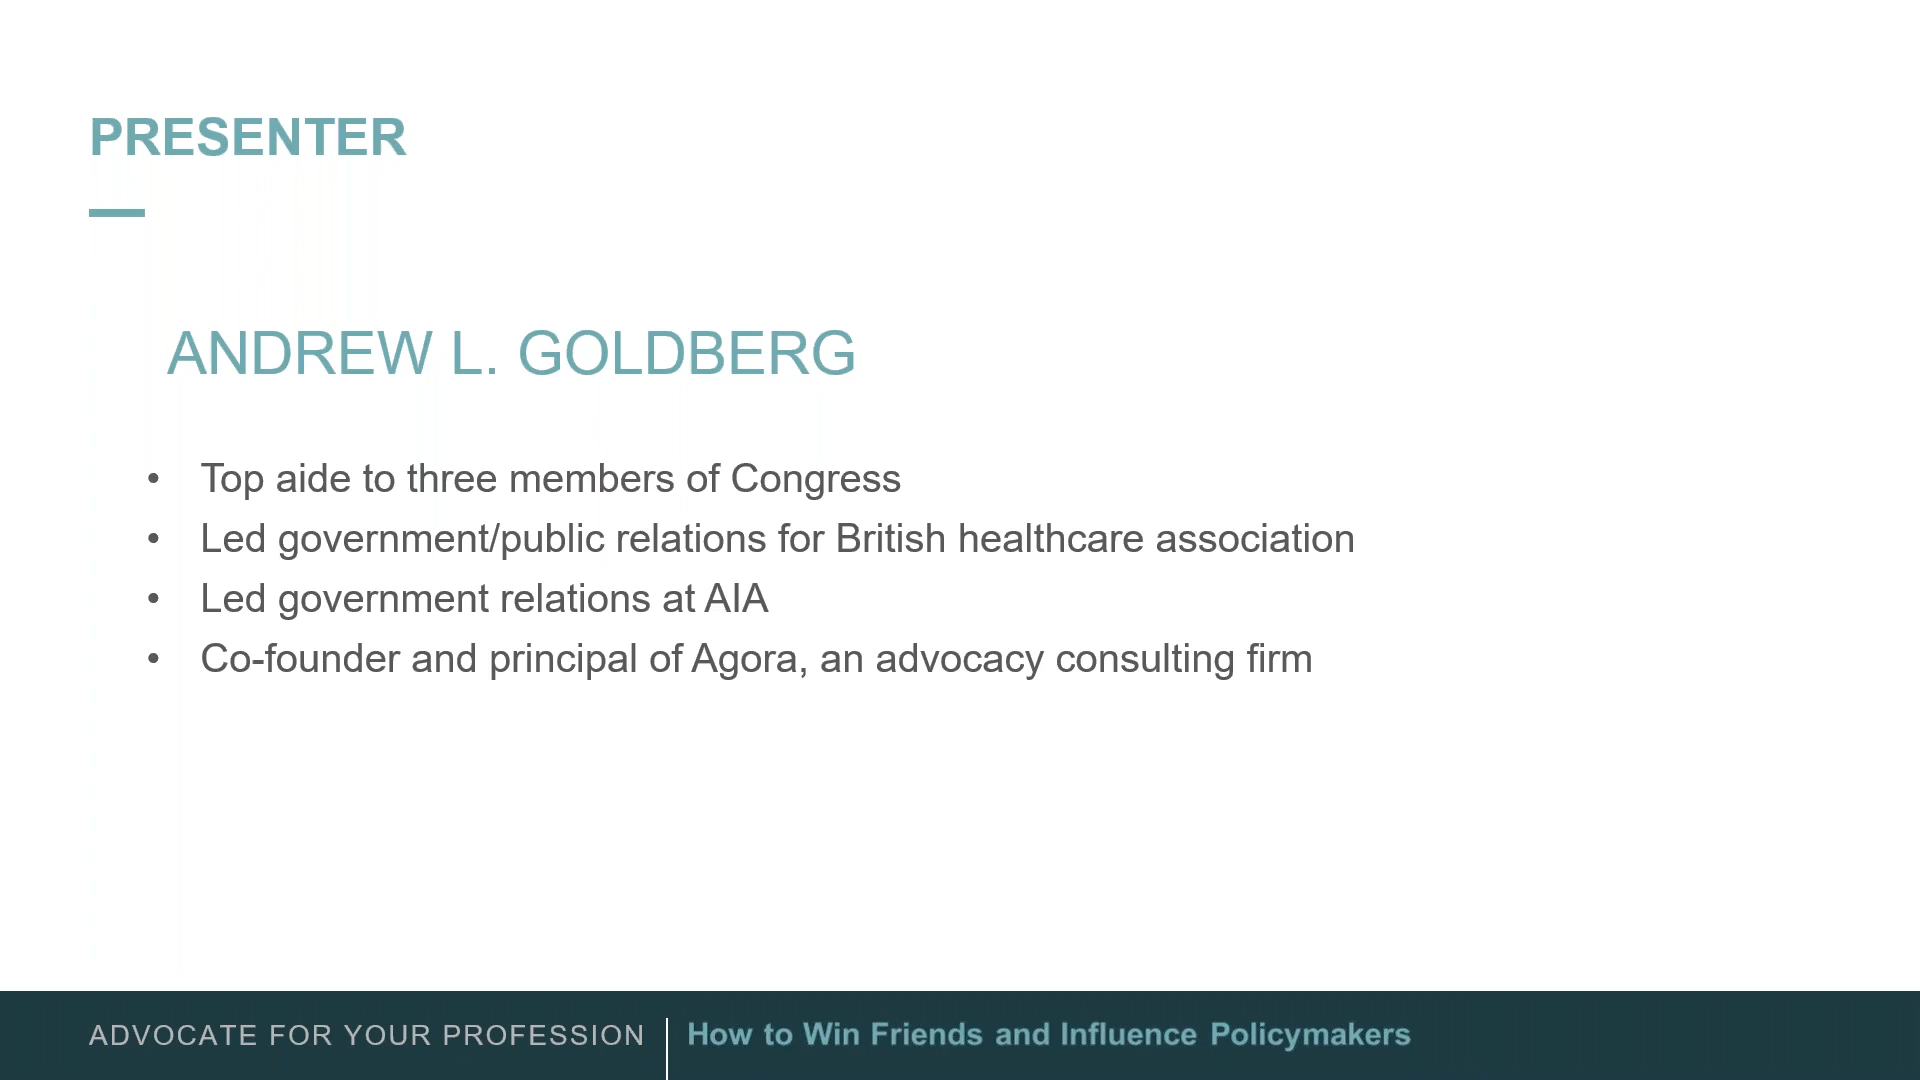 PRESENTER
ANDREW L. GOLDBERG
• Top aide to three members of Congress
• Led government/public relations for British healthcare association
• Led government relations at AIA
• Co-founder and principal of Agora, an advocacy consulting firm
ADVOCATE FOR YOUR PROFESSION How to Win Friends and Influence Policymakers